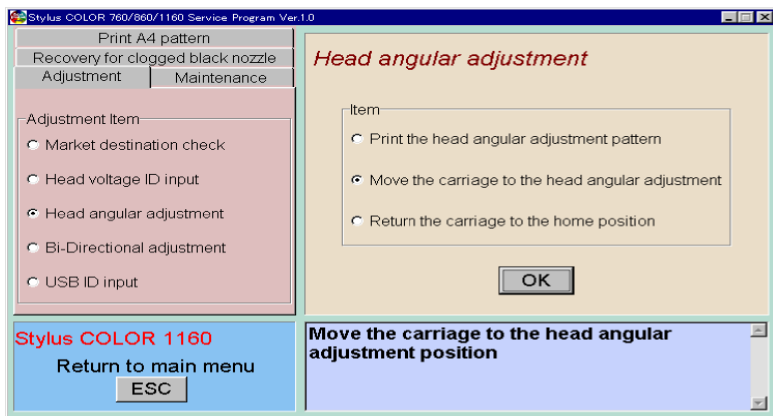 Stylus COLOR 760/860/1160 Service Program Ver.1.0
Print A4 pattern
Recovery for clogged black nozzle
Adjustment
Maintenance
Adjustment Item
Market destination check
Head voltage ID input
Head angular adjustment
Bi-Directional adjustment
USB ID input
Head angular adjustment
Item
Print the head angular adjustment pattern
Move the carriage to the head angular adjustment
Return the carriage to the home position
OK
Stylus COLOR 1160
Return to main menu
ESC
Move the carriage to the head angular
adjustment position